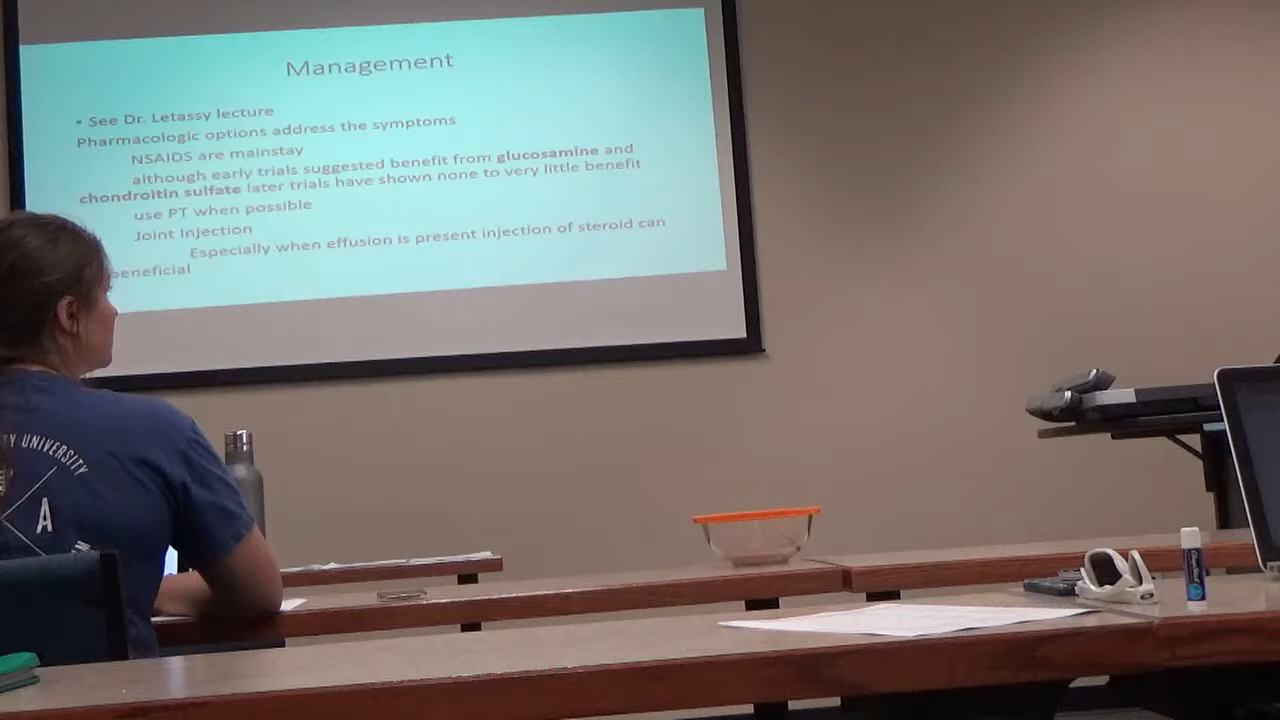 Management
• See Dr. Letassy lecture
Pharmacologic options address the symptoms
NSAIDS are mainstay
although early trials suggested benefit from glucosamine and
chondroitin sulfate later trials have shown none to very little benefit
use PT when possible
Joint Injection
Especially when effusion is present injection of steroid can
beneficial
TY UNIVERSITY
A